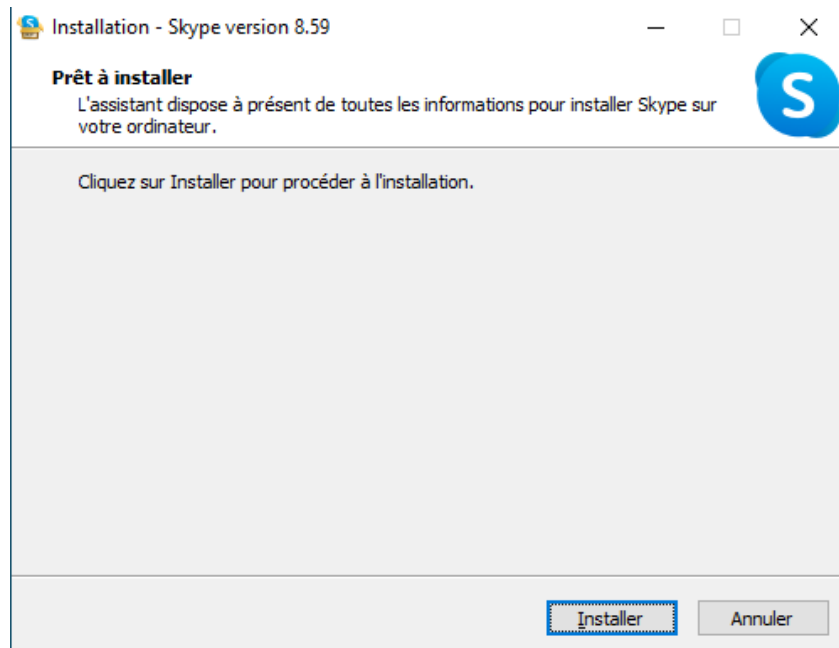 Installation - Skype version 8.59
Prêt à installer
L'assistant dispose à présent de toutes les informations pour installer Skype sur
votre ordinateur.
S
Cliquez sur Installer pour procéder à l'installation.
Installer
Annuler